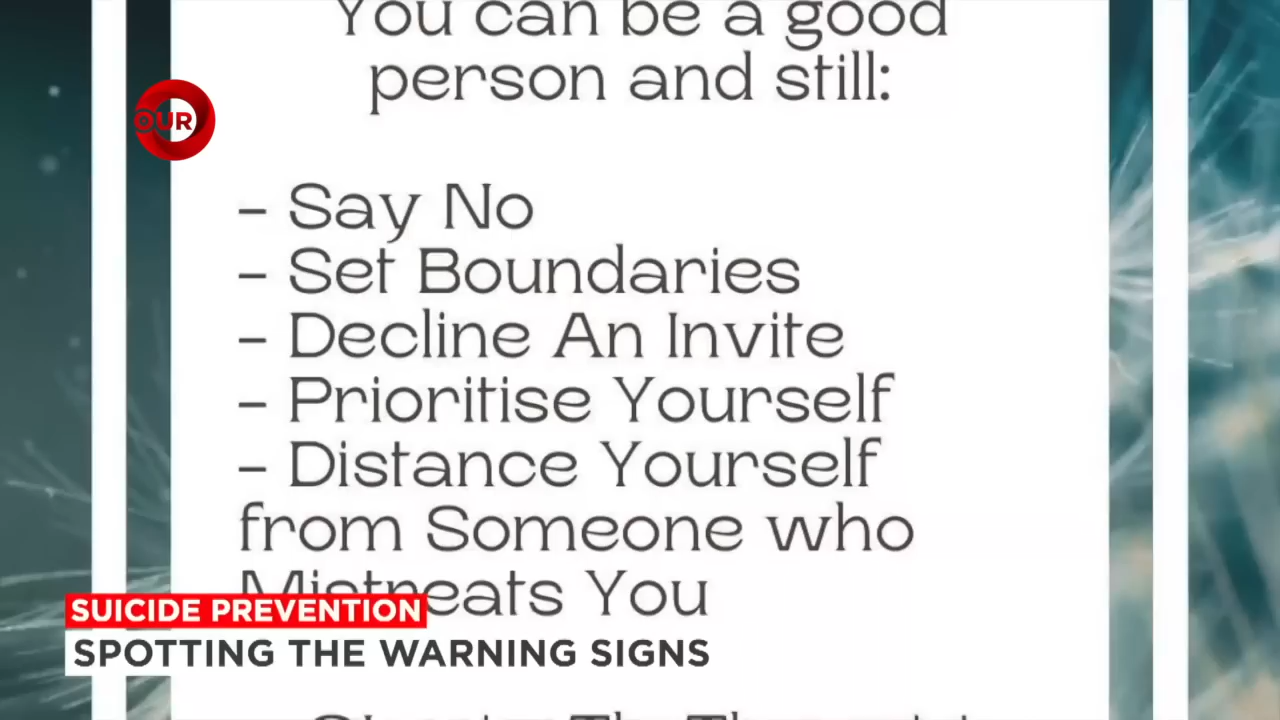 You can be a good
person and still:
OUR
– Say No
– Set Boundaries
– Decline An Invite
– Prioritise Yourself
– Distance Yourself
from Someone who
Mistreats You
SUICIDE PREVENTION
SPOTTING THE WARNING SIGNS